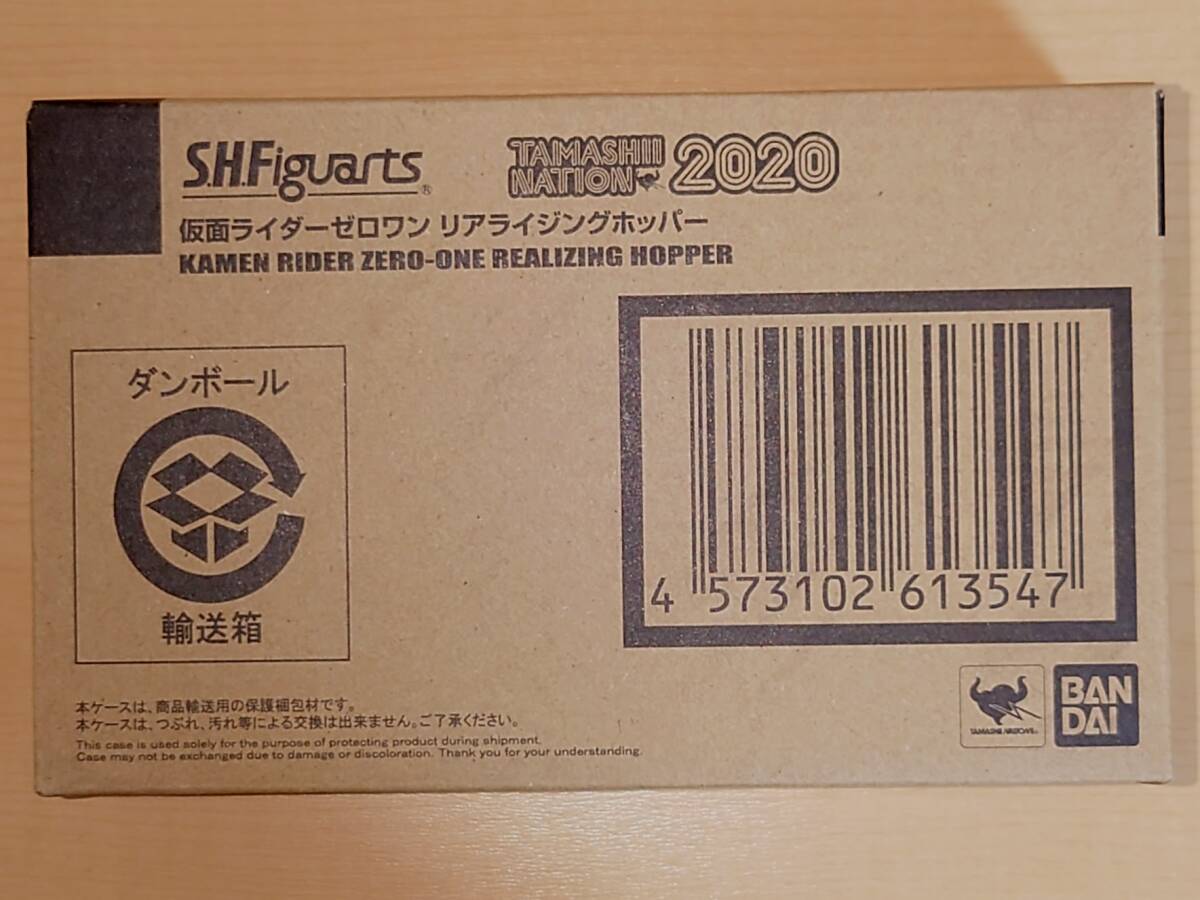 S.H.Figuarts®
TAMASHII NATION 2020
仮面ライダーゼロワン リアライジングホッパー
KAMEN RIDER ZERO-ONE REALIZING HOPPER
ダンボール
輸送箱
4 573102 613547
本ケースは、商品輸送用の保護梱包材です。
本ケースは、つぶれ、汚れ等による交換は出来ません。ご了承ください。
This case is used solely for the purpose of protecting product during shipment.
Case may not be exchanged due to damage or discoloration. Thank you for your understanding.
TAMASHII NATIONS
BAN
DAI